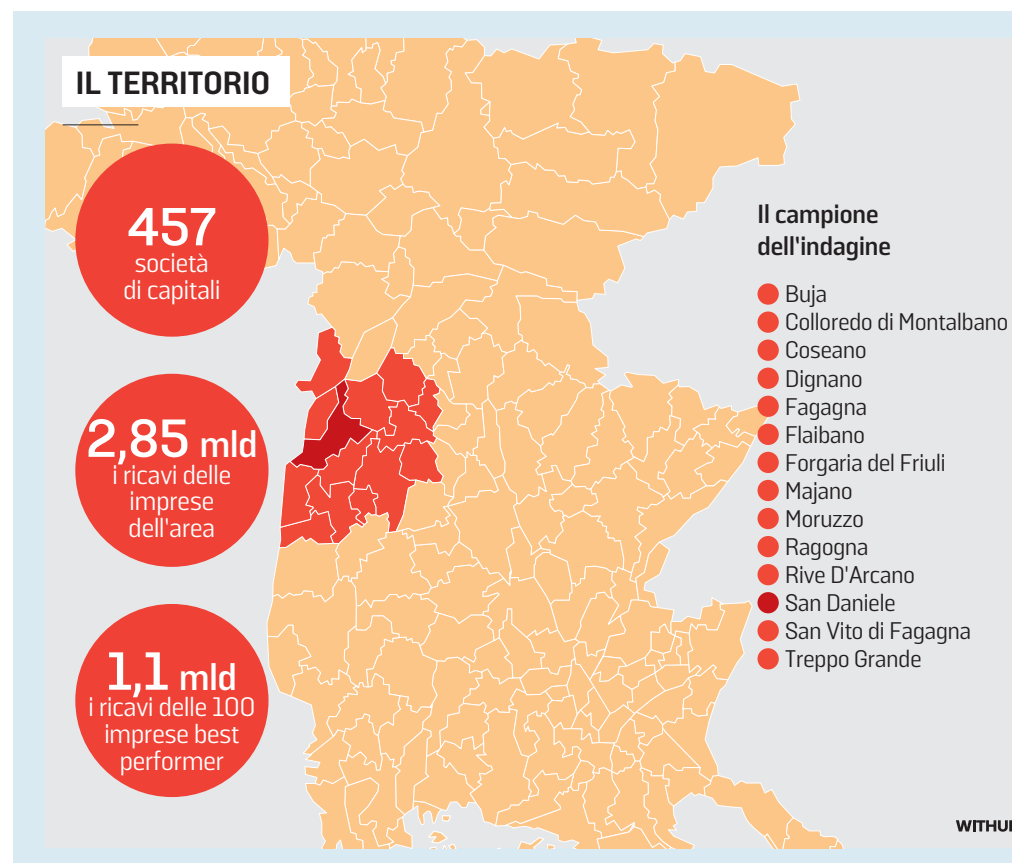 IL TERRITORIO
457
società
di capitali
2,85 mld
i ricavi delle
imprese
dell'area
1,1 mld
i ricavi delle 100
imprese best
performer
Il campione
dell'indagine
Buja
Colloredo di Montalbano
Coseano
Dignano
Fagagna
Flaibano
Forgaria del Friuli
Majano
Moruzzo
Ragogna
Rive D'Arcano
San Daniele
San Vito di Fagagna
Treppo Grande